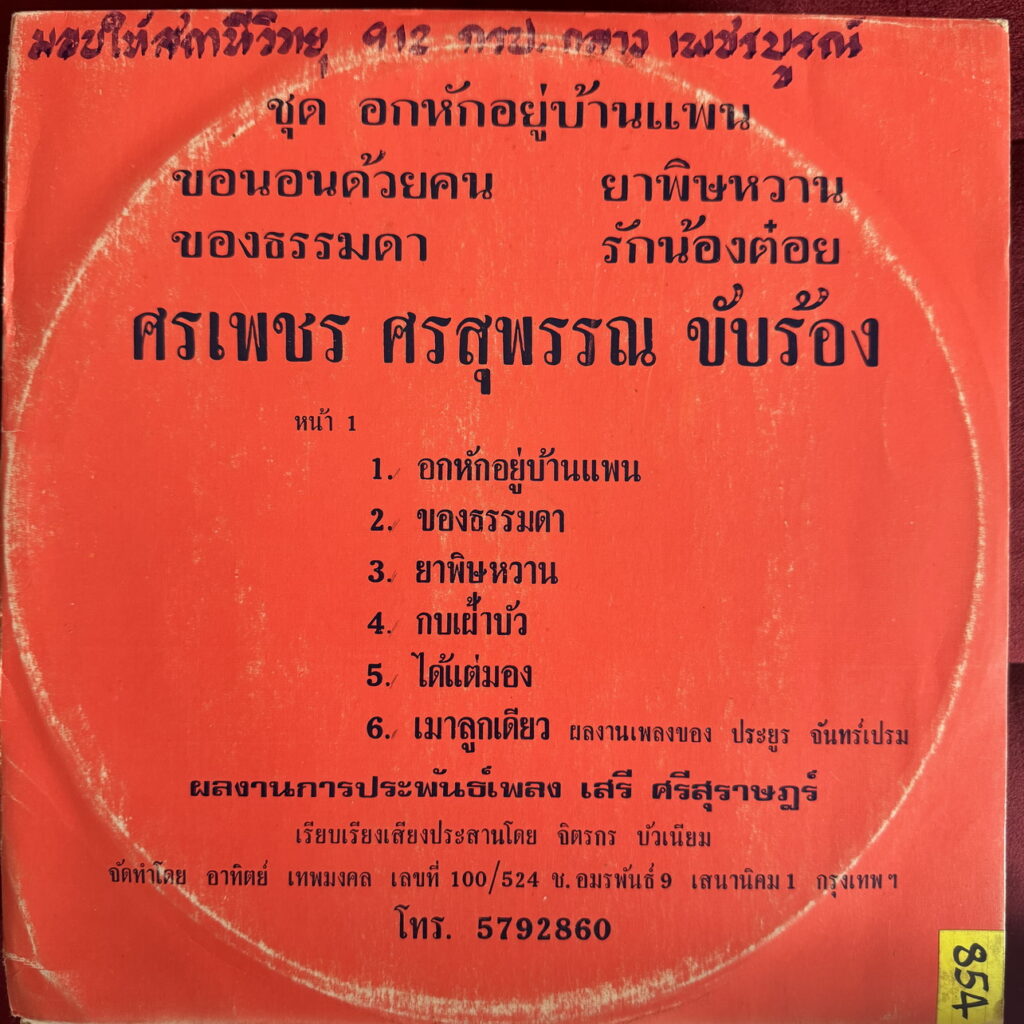 มอบให้สถานีวิทยุ 912 กรป. กลาง เพชรบูรณ์
ชุด อกหักอยู่บ้านแพน
ขอนอนด้วยคน ยาพิษหวาน
ของธรรมดา รักน้องต๋อย
ศรเพชร ศรสุพรรณ ขับร้อง
หน้า 1
1. อกหักอยู่บ้านแพน
2. ของธรรมดา
3. ยาพิษหวาน
4. กบเฝ้าบัว
5. ได้แต่มอง
6. เมาลูกเดียว ผลงานเพลงของ ประยูร จันทร์เปรม
ผลงานการประพันธ์เพลง เสรี ศรีสุราษฎร์
เรียบเรียงเสียงประสานโดย จิตรกร บัวเนียม
จัดทำโดย อาทิตย์ เทพมงคล เลขที่ 100/524 ซ. อมรพันธ์ 9 เสนานิคม 1 กรุงเทพ ฯ
โทร. 5792860
854